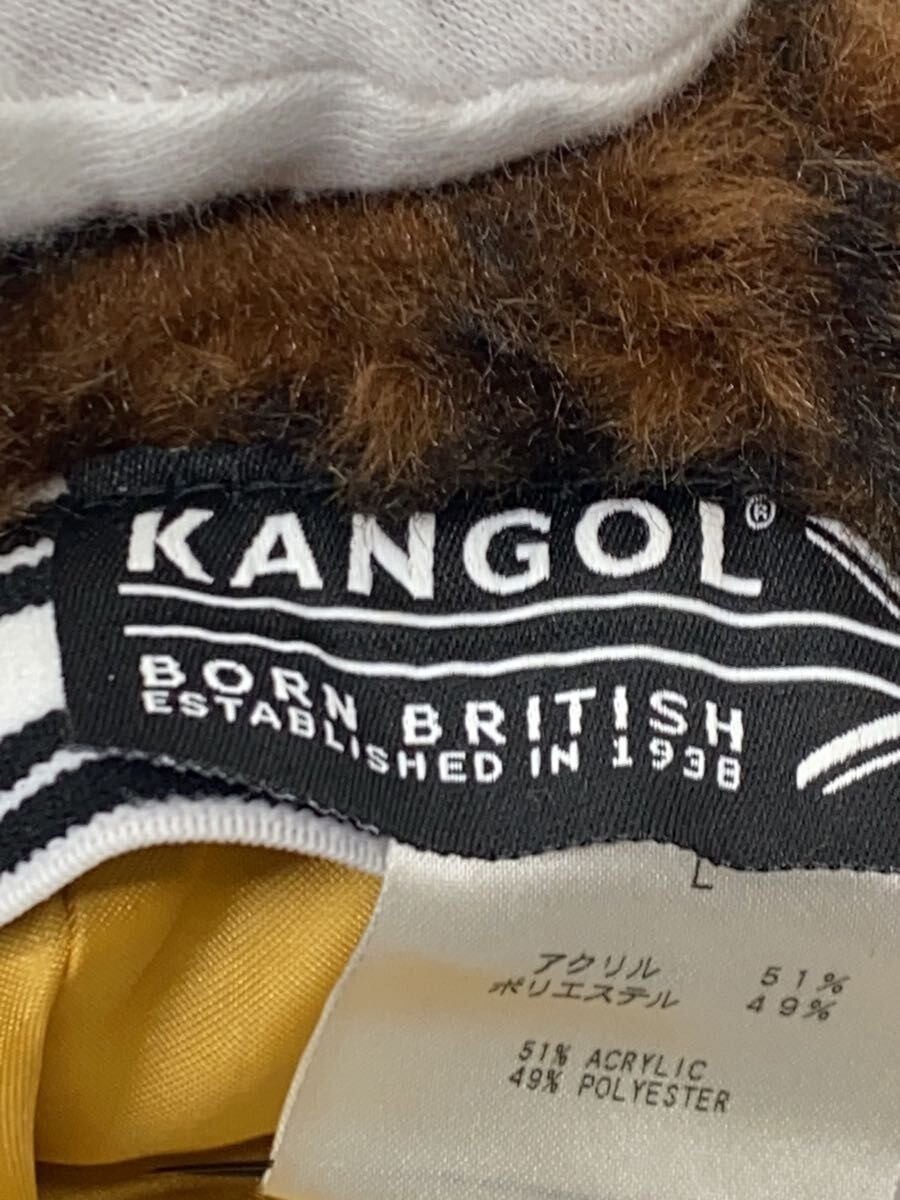 KANGOL®
BORN BRITISH
ESTABLISHED IN 1938
L
アクリル 51%
ポリエステル 49%
51% ACRYLIC
49% POLYESTER